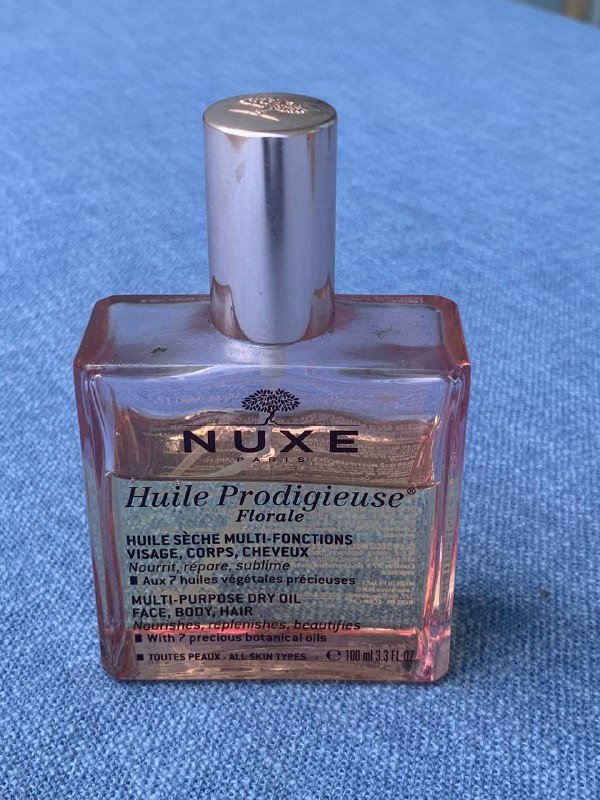 NUXE
PARIS
Huile Prodigieuse®
Florale
HUILE SÈCHE MULTI-FONCTIONS
VISAGE, CORPS, CHEVEUX
Nourrit, répare, sublime
■ Aux 7 huiles végétales précieuses
MULTI-PURPOSE DRY OIL
FACE, BODY, HAIR
Nourishes, replenishes, beautifies
■ With 7 precious botanical oils
■ TOUTES PEAUX - ALL SKIN TYPES ℮ 100 ml 3.3 FL.OZ